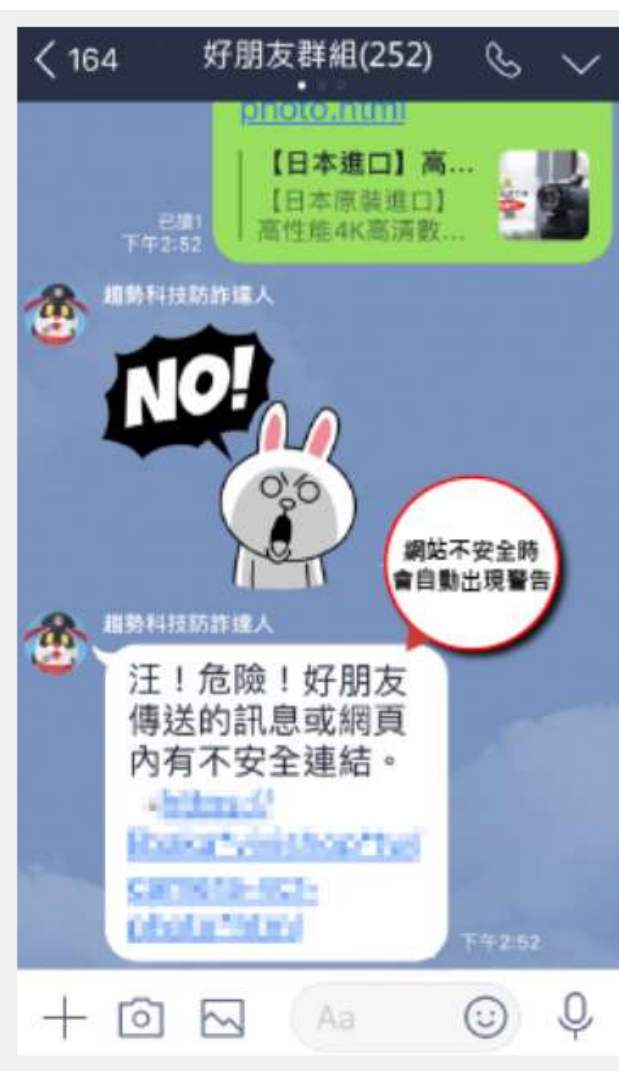 164
好朋友群組(252)
photo.html
【日本進口】高...
【日本原裝進口】
高性能4K高清數...
已讀1
下午2:52
趨勢科技防詐達人
NO!
網站不安全時
會自動出現警告
趨勢科技防詐達人
汪！危險！好朋友
傳送的訊息或網頁
內有不安全連結。
下午2:52
Aa